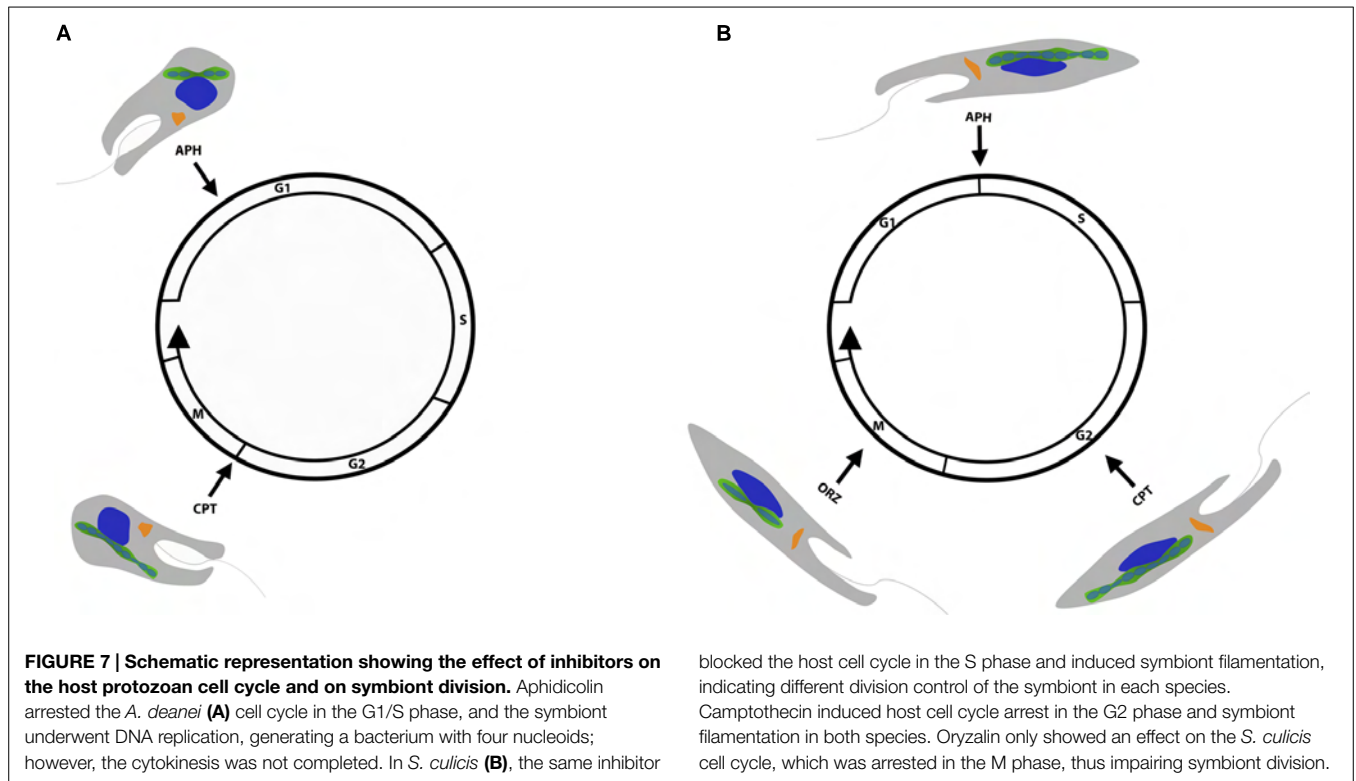 A
APH
G1
S
G2
M
CPT
B
APH
G1
S
G2
M
ORZ
CPT
FIGURE 7 | Schematic representation showing the effect of inhibitors on
the host protozoan cell cycle and on symbiont division. Aphidicolin
arrested the A. deanei (A) cell cycle in the G1/S phase, and the symbiont
underwent DNA replication, generating a bacterium with four nucleoids;
however, the cytokinesis was not completed. In S. culicis (B), the same inhibitor
blocked the host cell cycle in the S phase and induced symbiont filamentation,
indicating different division control of the symbiont in each species.
Camptothecin induced host cell cycle arrest in the G2 phase and symbiont
filamentation in both species. Oryzalin only showed an effect on the S. culicis
cell cycle, which was arrested in the M phase, thus impairing symbiont division.